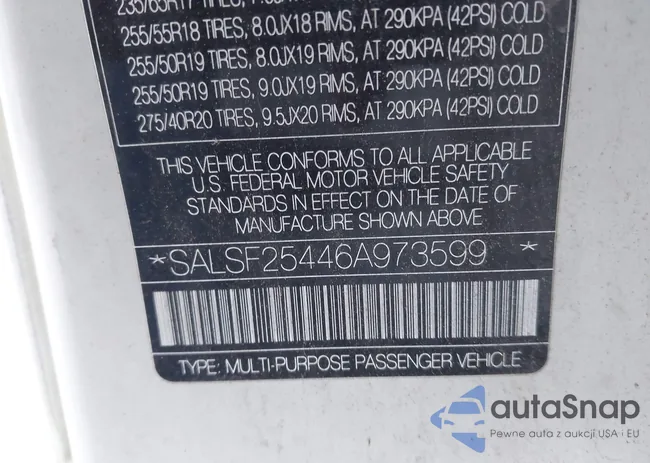 235/65R17 TIRES,
255/55R18 TIRES, 8.0JX18 RIMS, AT 290KPA (42PSI) COLD
255/50R19 TIRES, 8.0JX19 RIMS, AT 290KPA (42PSI) COLD
255/50R19 TIRES, 9.0JX19 RIMS, AT 290KPA (42PSI) COLD
275/40R20 TIRES, 9.5JX20 RIMS, AT 290KPA (42PSI) COLD
THIS VEHICLE CONFORMS TO ALL APPLICABLE
U.S. FEDERAL MOTOR VEHICLE SAFETY
STANDARDS IN EFFECT ON THE DATE OF
MANUFACTURE SHOWN ABOVE
*SALSF25446A973599 *
TYPE: MULTI-PURPOSE PASSENGER VEHICLE
autaSnap
Pewne auta z aukcji USA i EU